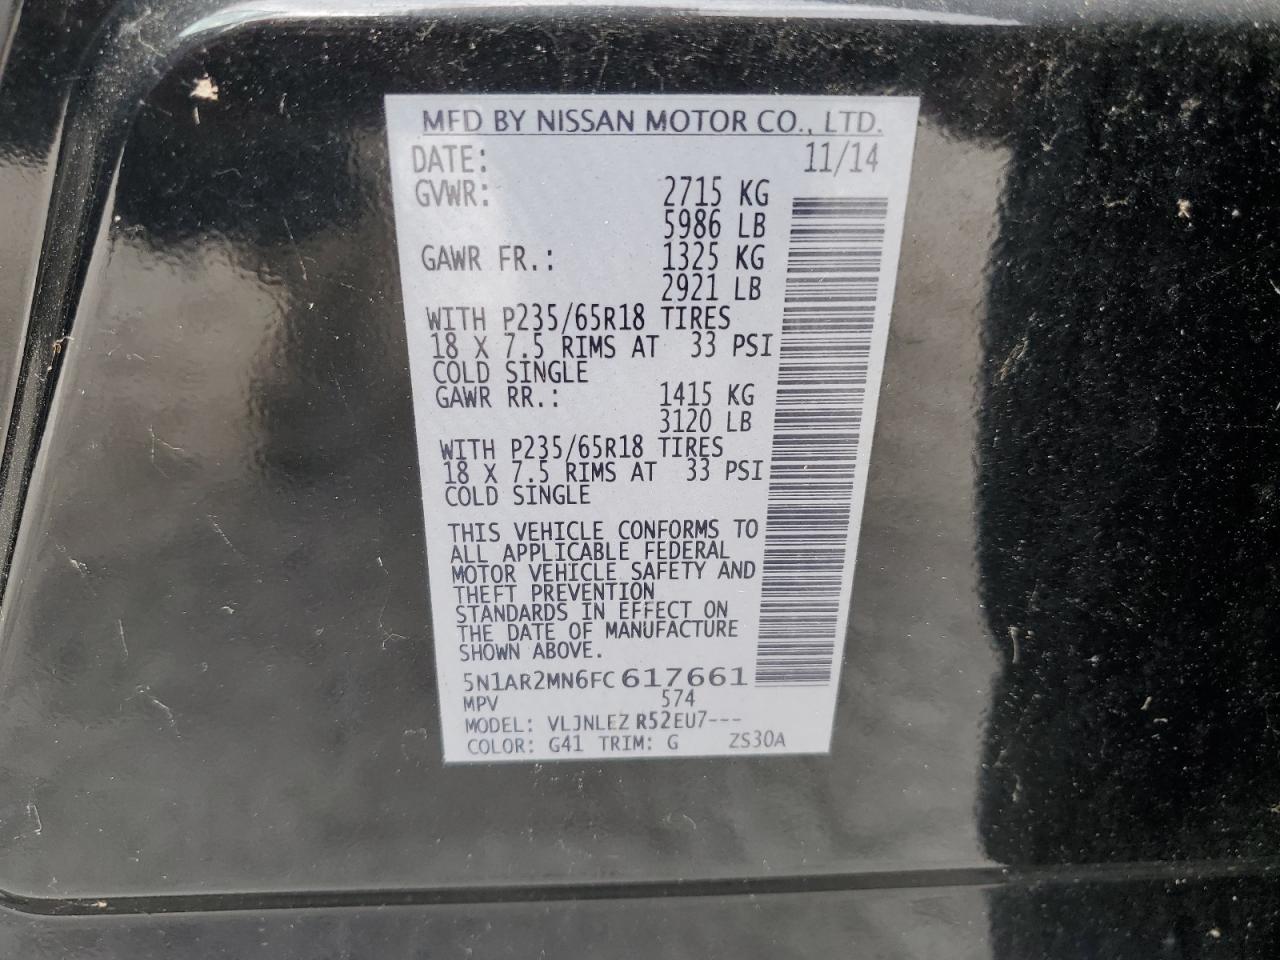 MFD BY NISSAN MOTOR CO., LTD.
DATE: 11/14
GVWR: 2715 KG
5986 LB
GAWR FR.: 1325 KG
2921 LB
WITH P235/65R18 TIRES
18 X 7.5 RIMS AT 33 PSI
COLD SINGLE
GAWR RR.: 1415 KG
3120 LB
WITH P235/65R18 TIRES
18 X 7.5 RIMS AT 33 PSI
COLD SINGLE
THIS VEHICLE CONFORMS TO
ALL APPLICABLE FEDERAL
MOTOR VEHICLE SAFETY AND
THEFT PREVENTION
STANDARDS IN EFFECT ON
THE DATE OF MANUFACTURE
SHOWN ABOVE.
5N1AR2MN6FC617661
MPV 574
MODEL: VLJNLEZ R52EU7---
COLOR: G41 TRIM: G ZS30A